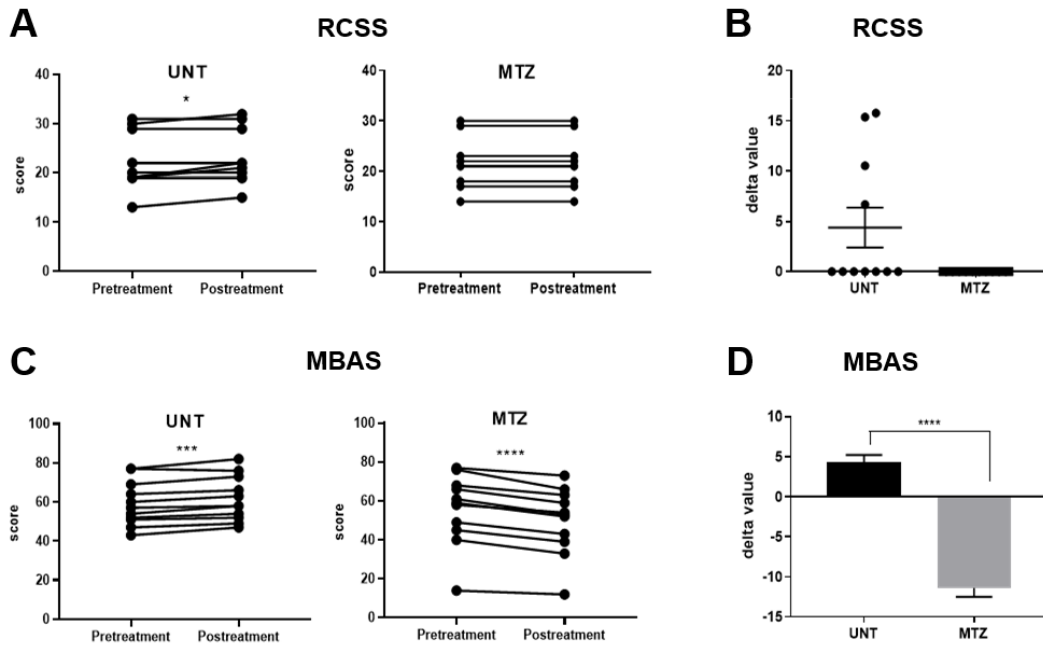 A
RCSS
UNT
*
score
40
30
20
10
0
Pretreatment Postreatment
MTZ
score
40
30
20
10
0
Pretreatment Postreatment
B
RCSS
delta value
20
15
10
5
0
UNT MTZ
C
MBAS
UNT
***
score
100
80
60
40
20
0
Pretreatment Postreatment
MTZ
****
score
100
80
60
40
20
0
Pretreatment Postreatment
D
MBAS
****
delta value
10
5
0
-5
-10
-15
UNT MTZ